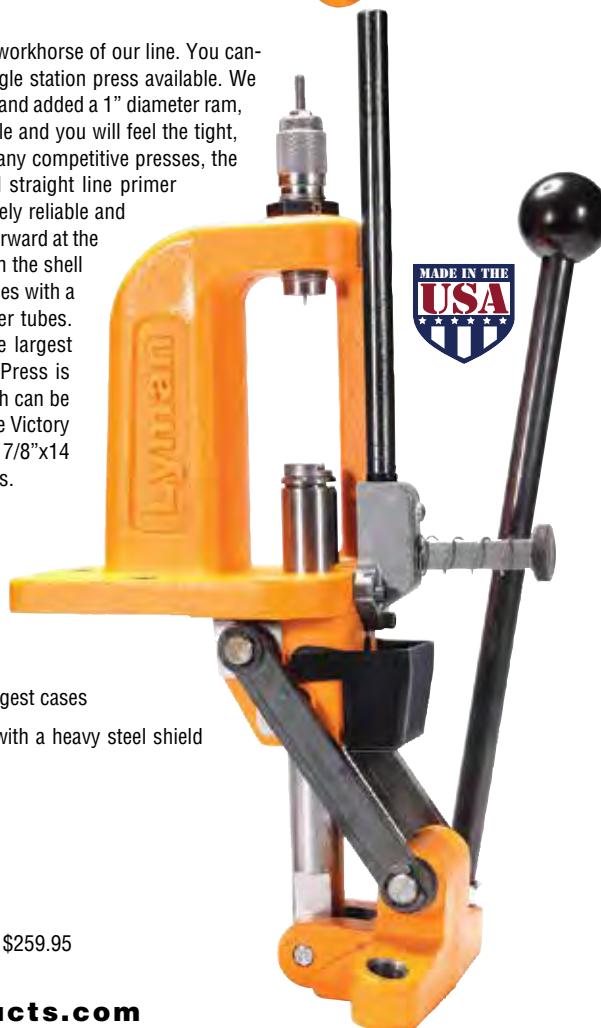 workhorse of our line. You can-
gle station press available. We
and added a 1” diameter ram,
le and you will feel the tight,
any competitive presses, the
straight line primer
ely reliable and
rward at the
the shell
es with a
er tubes.
e largest
Press is
h can be
e Victory
7/8”x14
s.
Lyman
MADE IN THE
USA
gest cases
with a heavy steel shield
$259.95
ucts.com